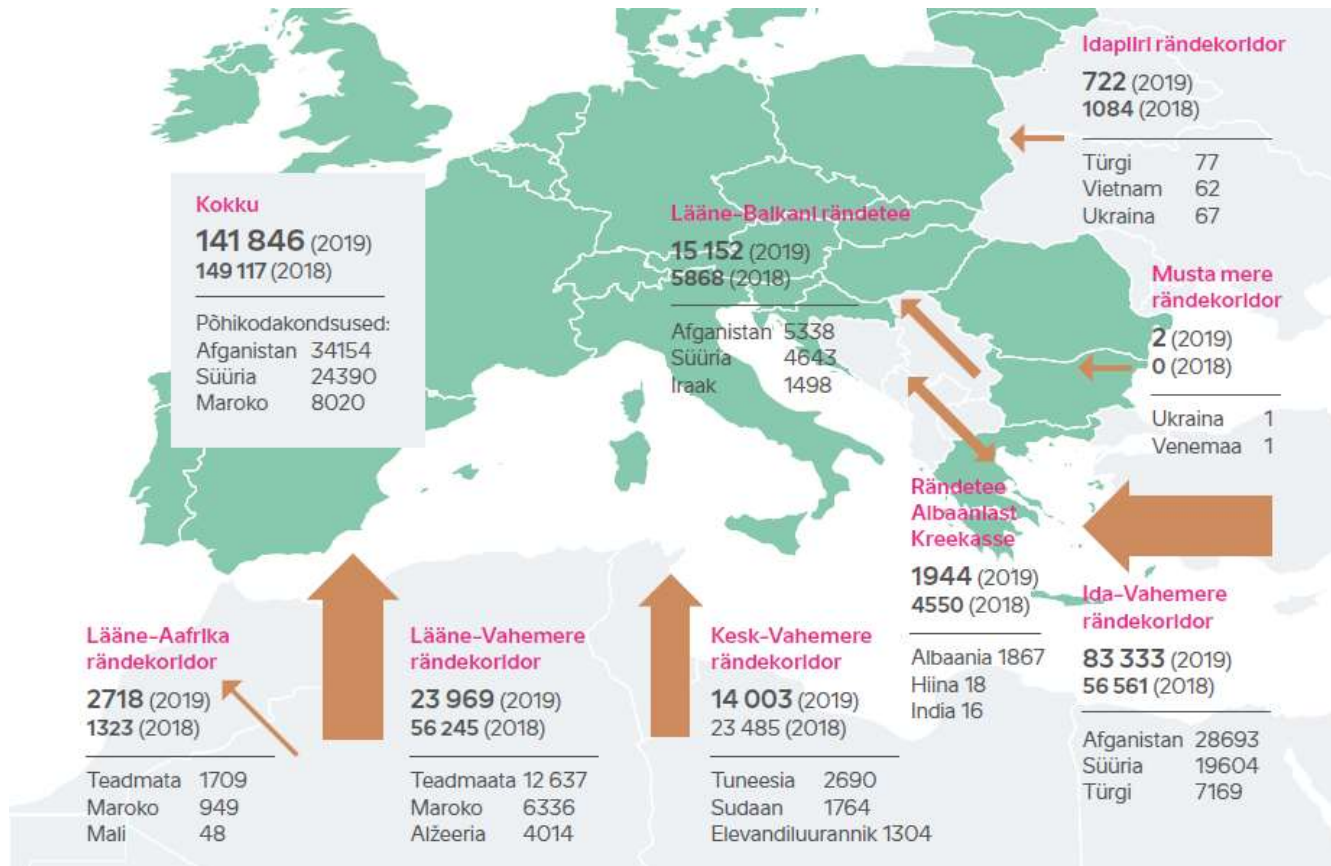 Idapiiri rändekoridor
722 (2019)
1084 (2018)
Türgi 77
Vietnam 62
Ukraina 67
Kokku
141 846 (2019)
149 117 (2018)
Põhikodakondsused:
Afganistan 34154
Süüria 24390
Maroko 8020
Lääne-Balkani rändetee
15 152 (2019)
5868 (2018)
Afganistan 5338
Süüria 4643
Iraak 1498
Musta mere
rändekoridor
2 (2019)
0 (2018)
Ukraina 1
Venemaa 1
Rändetee
Albaaniast
Kreekasse
1944 (2019)
4550 (2018)
Albaania 1867
Hiina 18
India 16
Ida-Vahemere
rändekoridor
83 333 (2019)
56 561 (2018)
Afganistan 28693
Süüria 19604
Türgi 7169
Lääne-Aafrika
rändekoridor
2718 (2019)
1323 (2018)
Teadmata 1709
Maroko 949
Mali 48
Lääne-Vahemere
rändekoridor
23 969 (2019)
56 245 (2018)
Teadmaata 12 637
Maroko 6336
Alžeeria 4014
Kesk-Vahemere
rändekoridor
14 003 (2019)
23 485 (2018)
Tuneesia 2690
Sudaan 1764
Elevandiluurannik 1304